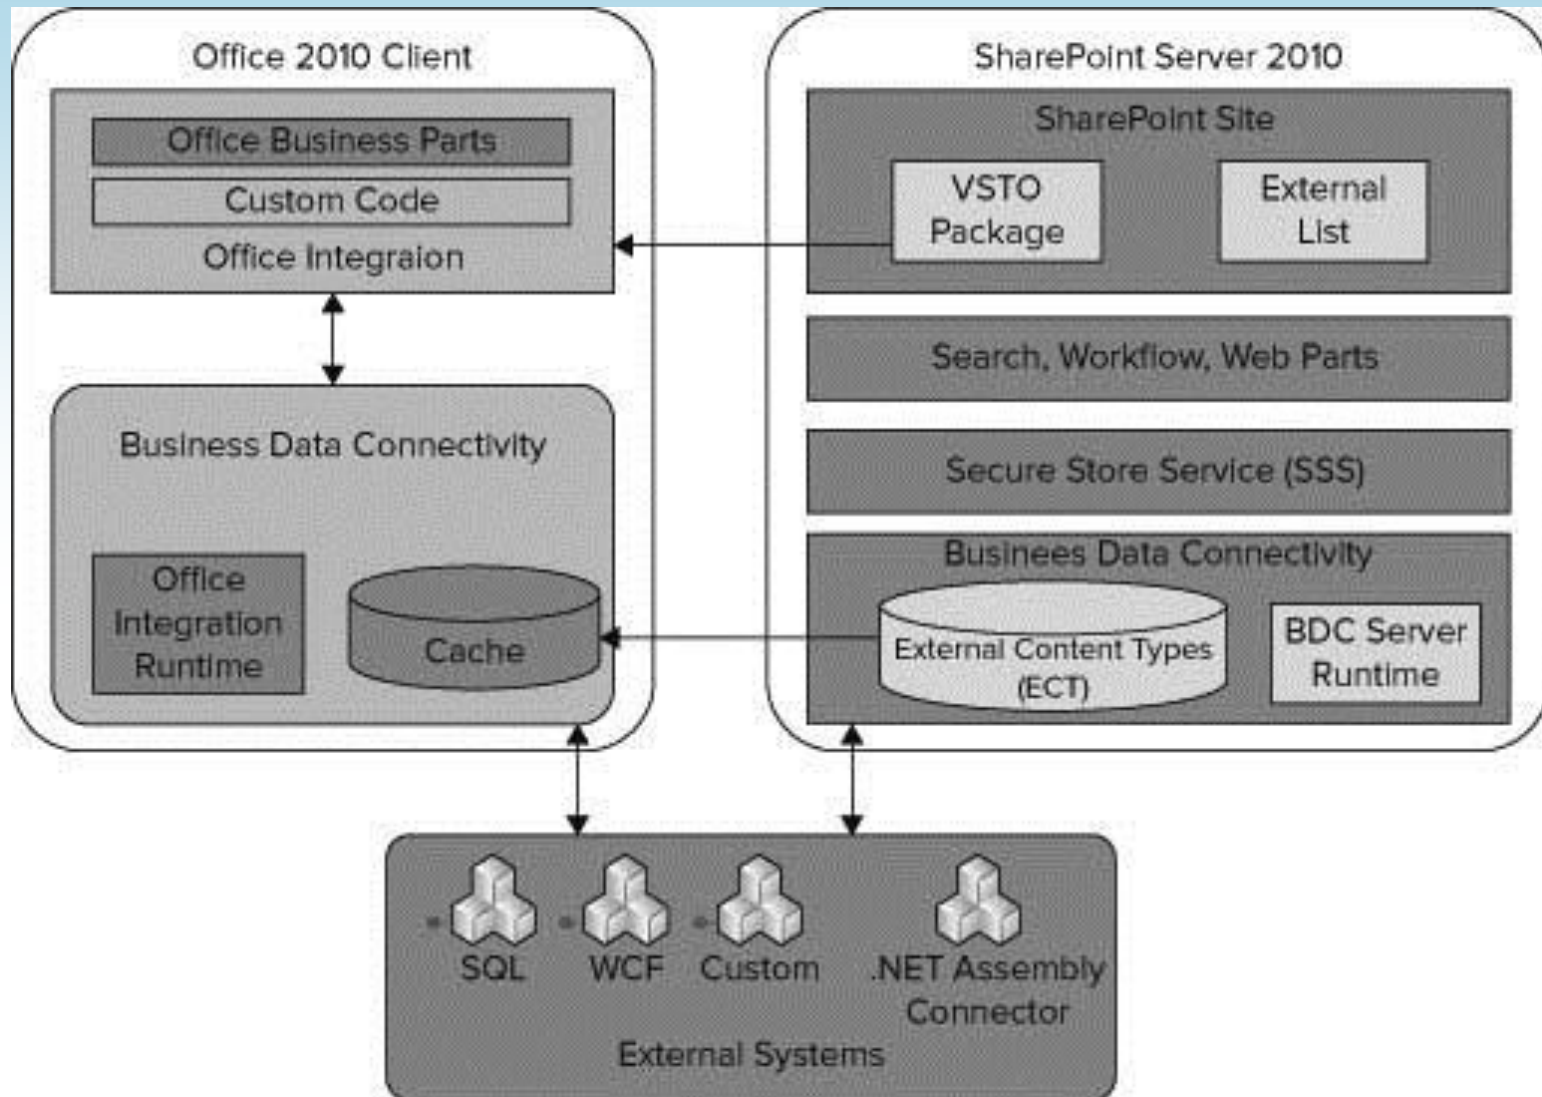 Office 2010 Client
Office Business Parts
Custom Code
Office Integraion
Business Data Connectivity
Office
Integration
Runtime
Cache
SharePoint Server 2010
SharePoint Site
VSTO
Package
External
List
Search, Workflow, Web Parts
Secure Store Service (SSS)
Businees Data Connectivity
External Content Types
(ECT)
BDC Server
Runtime
SQL
WCF
Custom
.NET Assembly
Connector
External Systems